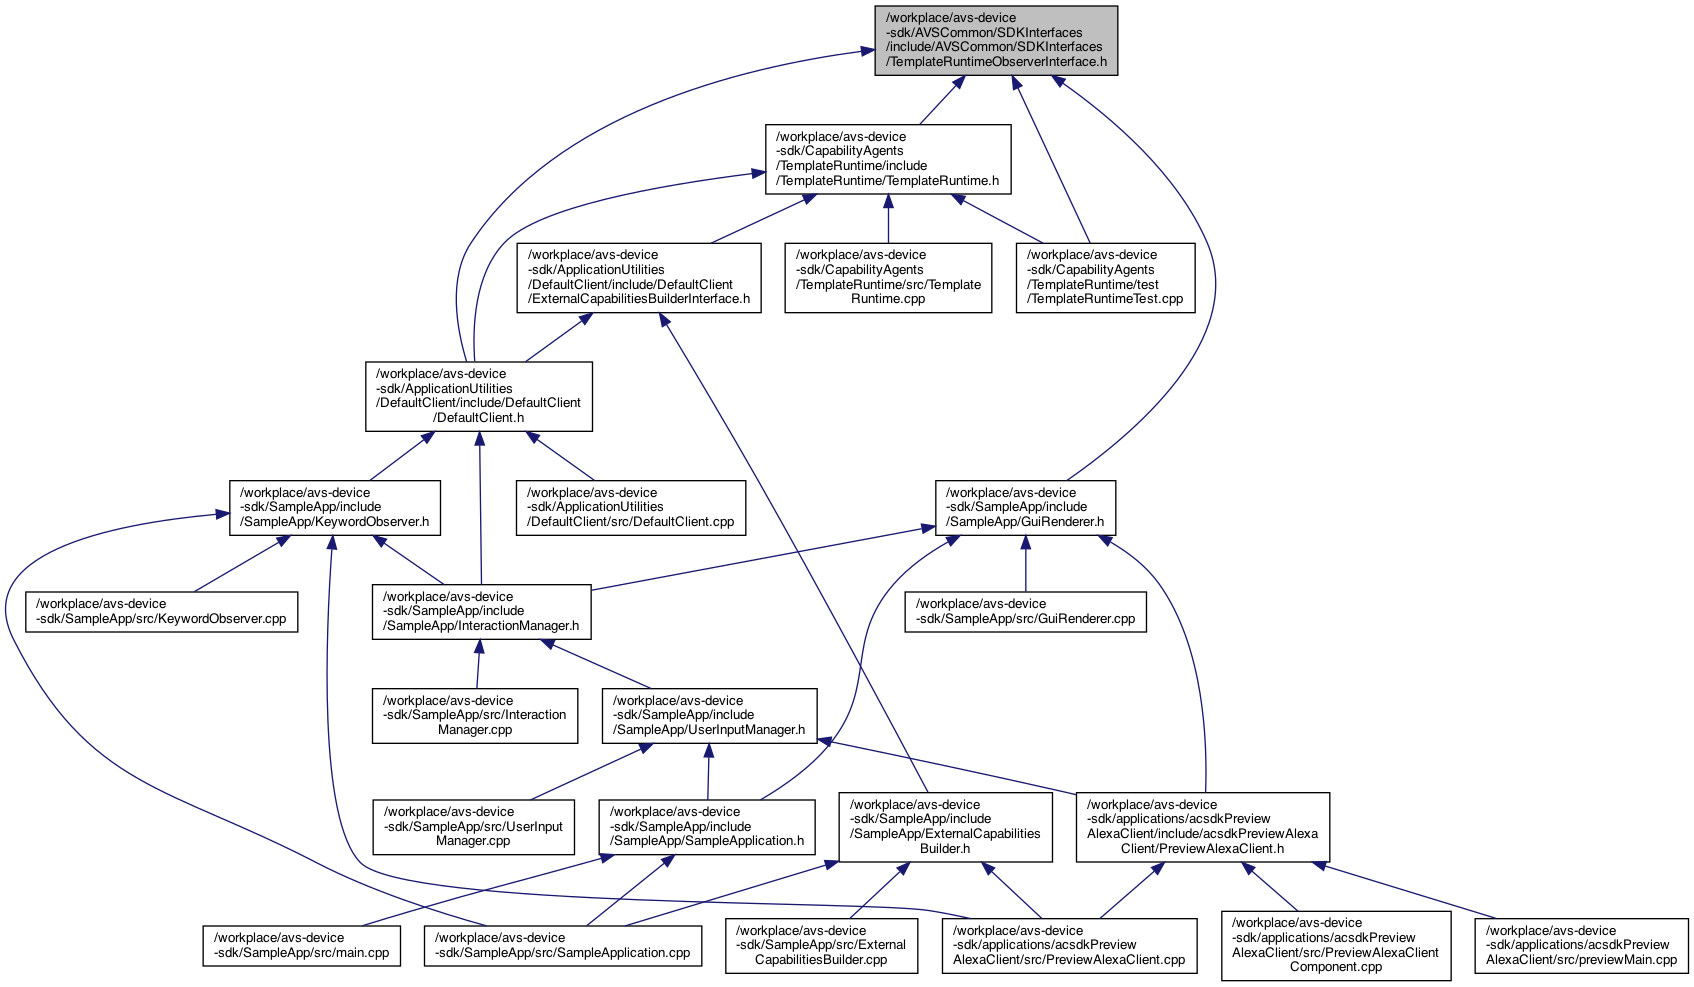 /workplace/avs-device
-sdk/AVSCommon/SDKInterfaces
/include/AVSCommon/SDKInterfaces
/TemplateRuntimeObserverInterface.h
/workplace/avs-device
-sdk/CapabilityAgents
/TemplateRuntime/include
/TemplateRuntime/TemplateRuntime.h
/workplace/avs-device
-sdk/ApplicationUtilities
/DefaultClient/include/DefaultClient
/ExternalCapabilitiesBuilderInterface.h
/workplace/avs-device
-sdk/CapabilityAgents
/TemplateRuntime/src/Template
Runtime.cpp
/workplace/avs-device
-sdk/CapabilityAgents
/TemplateRuntime/test
/TemplateRuntimeTest.cpp
/workplace/avs-device
-sdk/ApplicationUtilities
/DefaultClient/include/DefaultClient
/DefaultClient.h
/workplace/avs-device
-sdk/SampleApp/include
/SampleApp/KeywordObserver.h
/workplace/avs-device
-sdk/ApplicationUtilities
/DefaultClient/src/DefaultClient.cpp
/workplace/avs-device
-sdk/SampleApp/include
/SampleApp/GuiRenderer.h
/workplace/avs-device
-sdk/SampleApp/src/KeywordObserver.cpp
/workplace/avs-device
-sdk/SampleApp/include
/SampleApp/InteractionManager.h
/workplace/avs-device
-sdk/SampleApp/src/GuiRenderer.cpp
/workplace/avs-device
-sdk/SampleApp/src/Interaction
Manager.cpp
/workplace/avs-device
-sdk/SampleApp/include
/SampleApp/UserInputManager.h
/workplace/avs-device
-sdk/SampleApp/src/UserInput
Manager.cpp
/workplace/avs-device
-sdk/SampleApp/include
/SampleApp/SampleApplication.h
/workplace/avs-device
-sdk/SampleApp/include
/SampleApp/ExternalCapabilities
Builder.h
/workplace/avs-device
-sdk/applications/acsdkPreview
AlexaClient/include/acsdkPreviewAlexa
Client/PreviewAlexaClient.h
/workplace/avs-device
-sdk/SampleApp/src/main.cpp
/workplace/avs-device
-sdk/SampleApp/src/SampleApplication.cpp
/workplace/avs-device
-sdk/SampleApp/src/External
CapabilitiesBuilder.cpp
/workplace/avs-device
-sdk/applications/acsdkPreview
AlexaClient/src/PreviewAlexaClient.cpp
/workplace/avs-device
-sdk/applications/acsdkPreview
AlexaClient/src/PreviewAlexaClient
Component.cpp
/workplace/avs-device
-sdk/applications/acsdkPreview
AlexaClient/src/previewMain.cpp